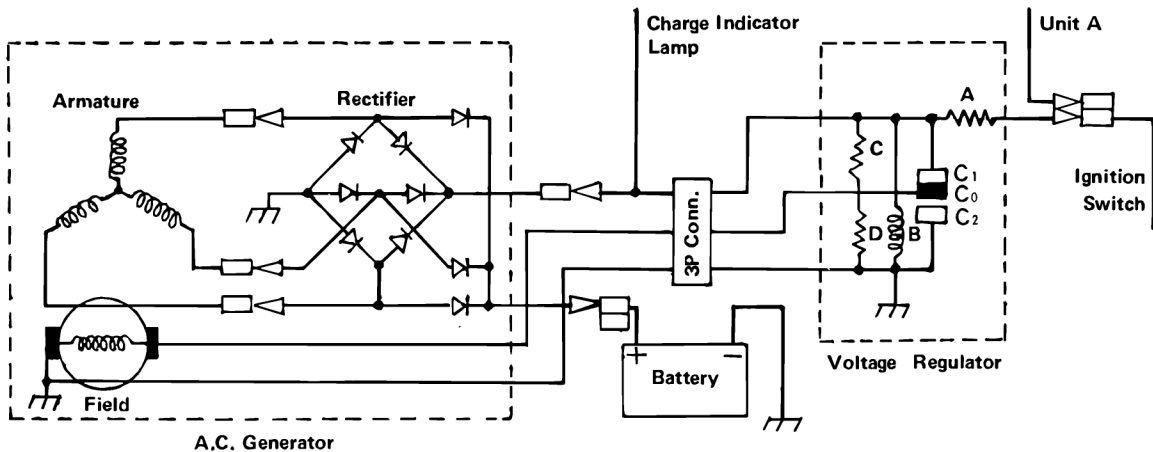 Charge Indicator
Lamp
Unit A
Armature
Rectifier
A
C
C1
C0
C2
D
B
Ignition
Switch
3P Conn.
+
−
Battery
Voltage Regulator
Field
A.C. Generator